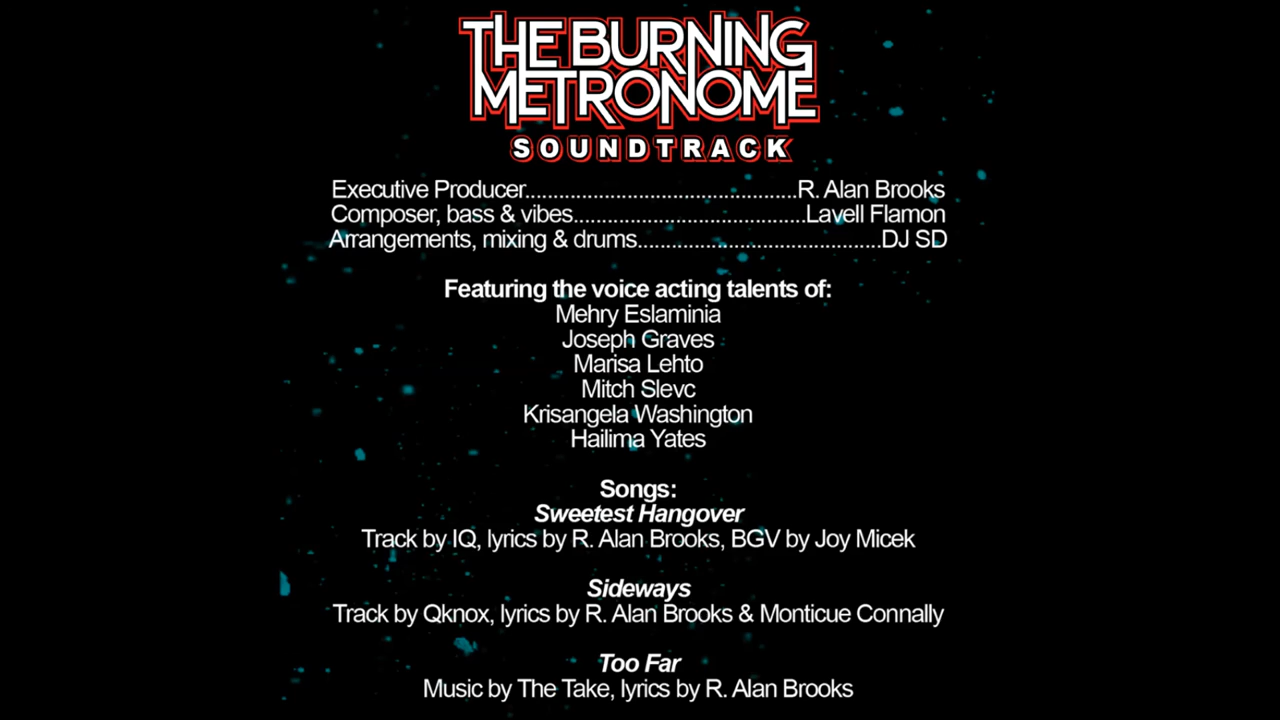 THE BURNING
METRONOME
SOUNDTRACK
Executive Producer.................................................R. Alan Brooks
Composer, bass & vibes.........................................Lavell Flamon
Arrangements, mixing & drums...........................................DJ SD
Featuring the voice acting talents of:
Mehry Eslaminia
Joseph Graves
Marisa Lehto
Mitch Slevc
Krisangela Washington
Hailima Yates
Songs:
Sweetest Hangover
Track by IQ, lyrics by R. Alan Brooks, BGV by Joy Micek
Sideways
Track by Qknox, lyrics by R. Alan Brooks & Monticue Connally
Too Far
Music by The Take, lyrics by R. Alan Brooks